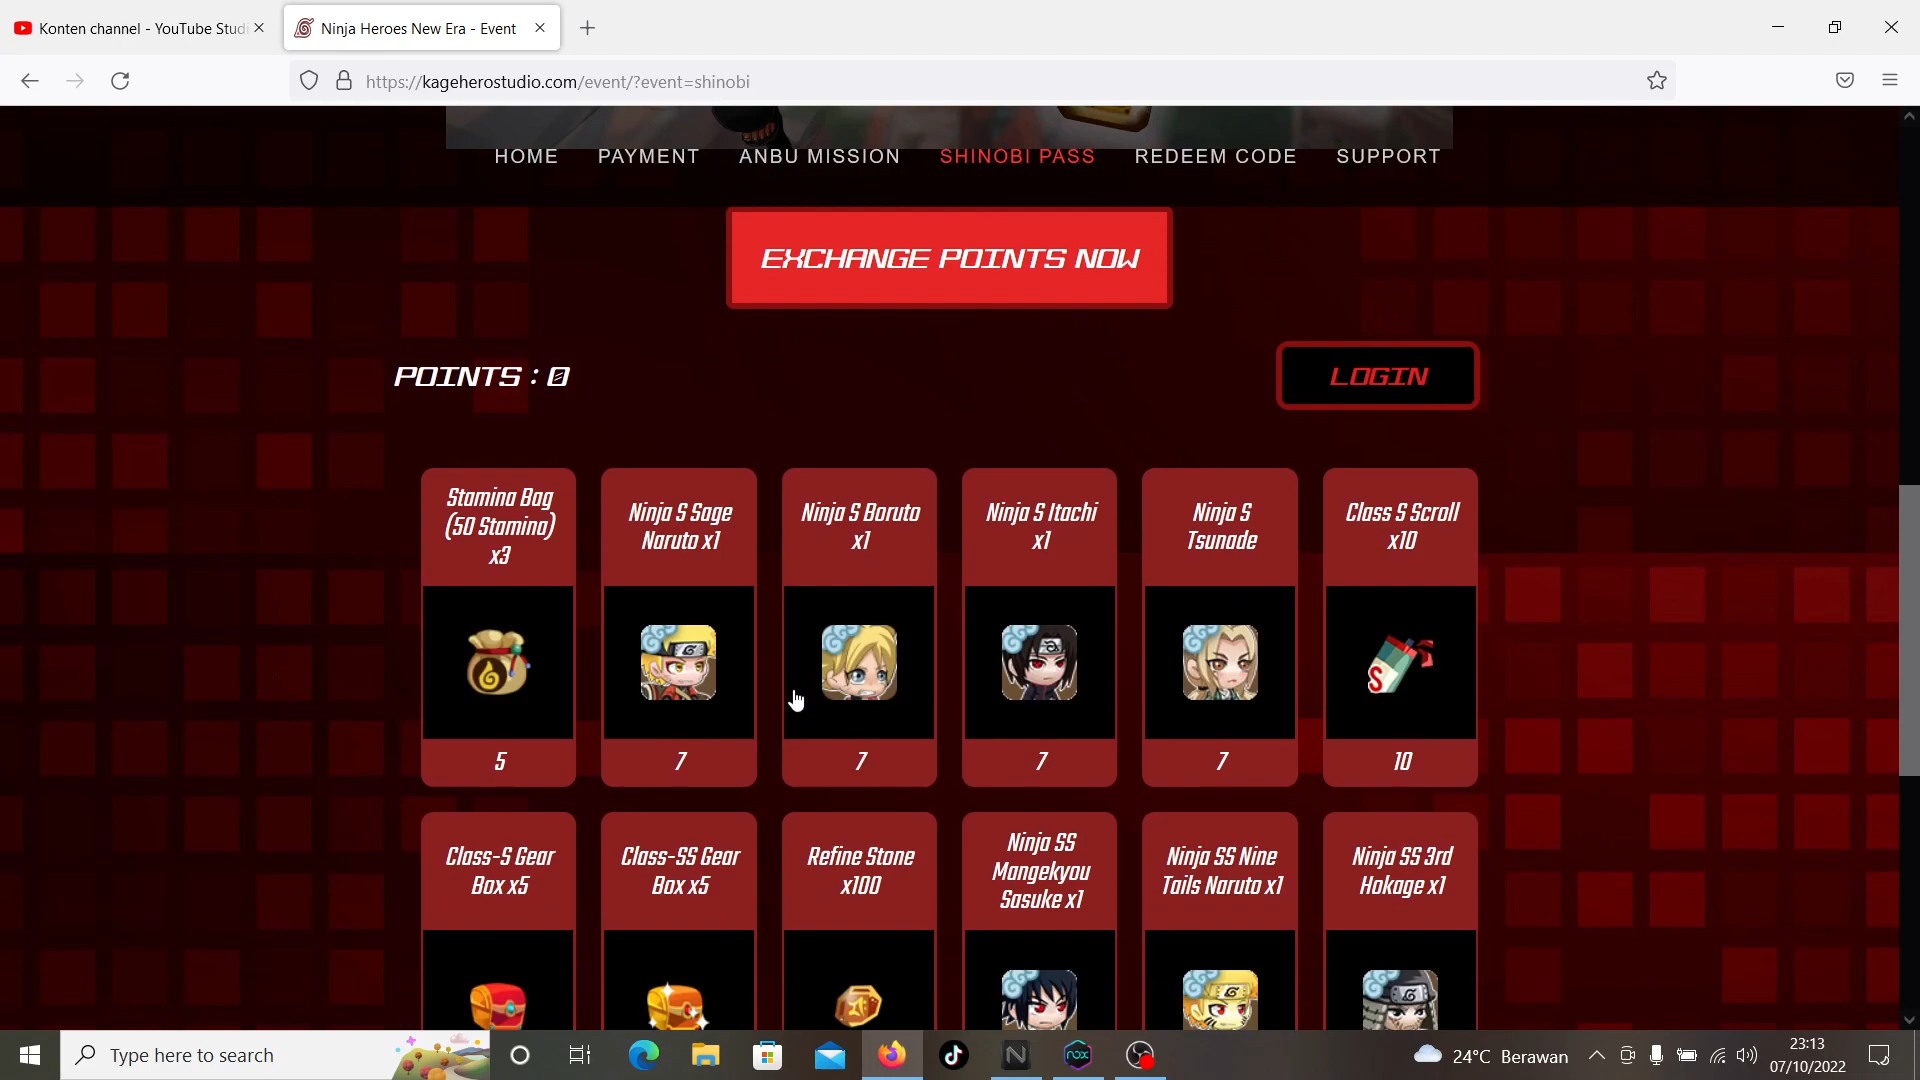 Konten channel - YouTube Studi
Ninja Heroes New Era - Event
https://kageherostudio.com/event/?event=shinobi
HOME PAYMENT ANBU MISSION SHINOBI PASS REDEEM CODE SUPPORT
EXCHANGE POINTS NOW
POINTS : 0
LOGIN
Stamina Bag
(50 Stamina)
x3
Ninja S Sage
Naruto x1
Ninja S Boruto
x1
Ninja S Itachi
x1
Ninja S
Tsunade
Class S Scroll
x10
S
5
7
7
7
7
10
Class-S Gear
Box x5
Class-SS Gear
Box x5
Refine Stone
x100
Ninja SS
Mangekyou
Sasuke x1
Ninja SS Nine
Tails Naruto x1
Ninja SS 3rd
Hokage x1
Type here to search
N
nox
24°C Berawan
23:13
07/10/2022